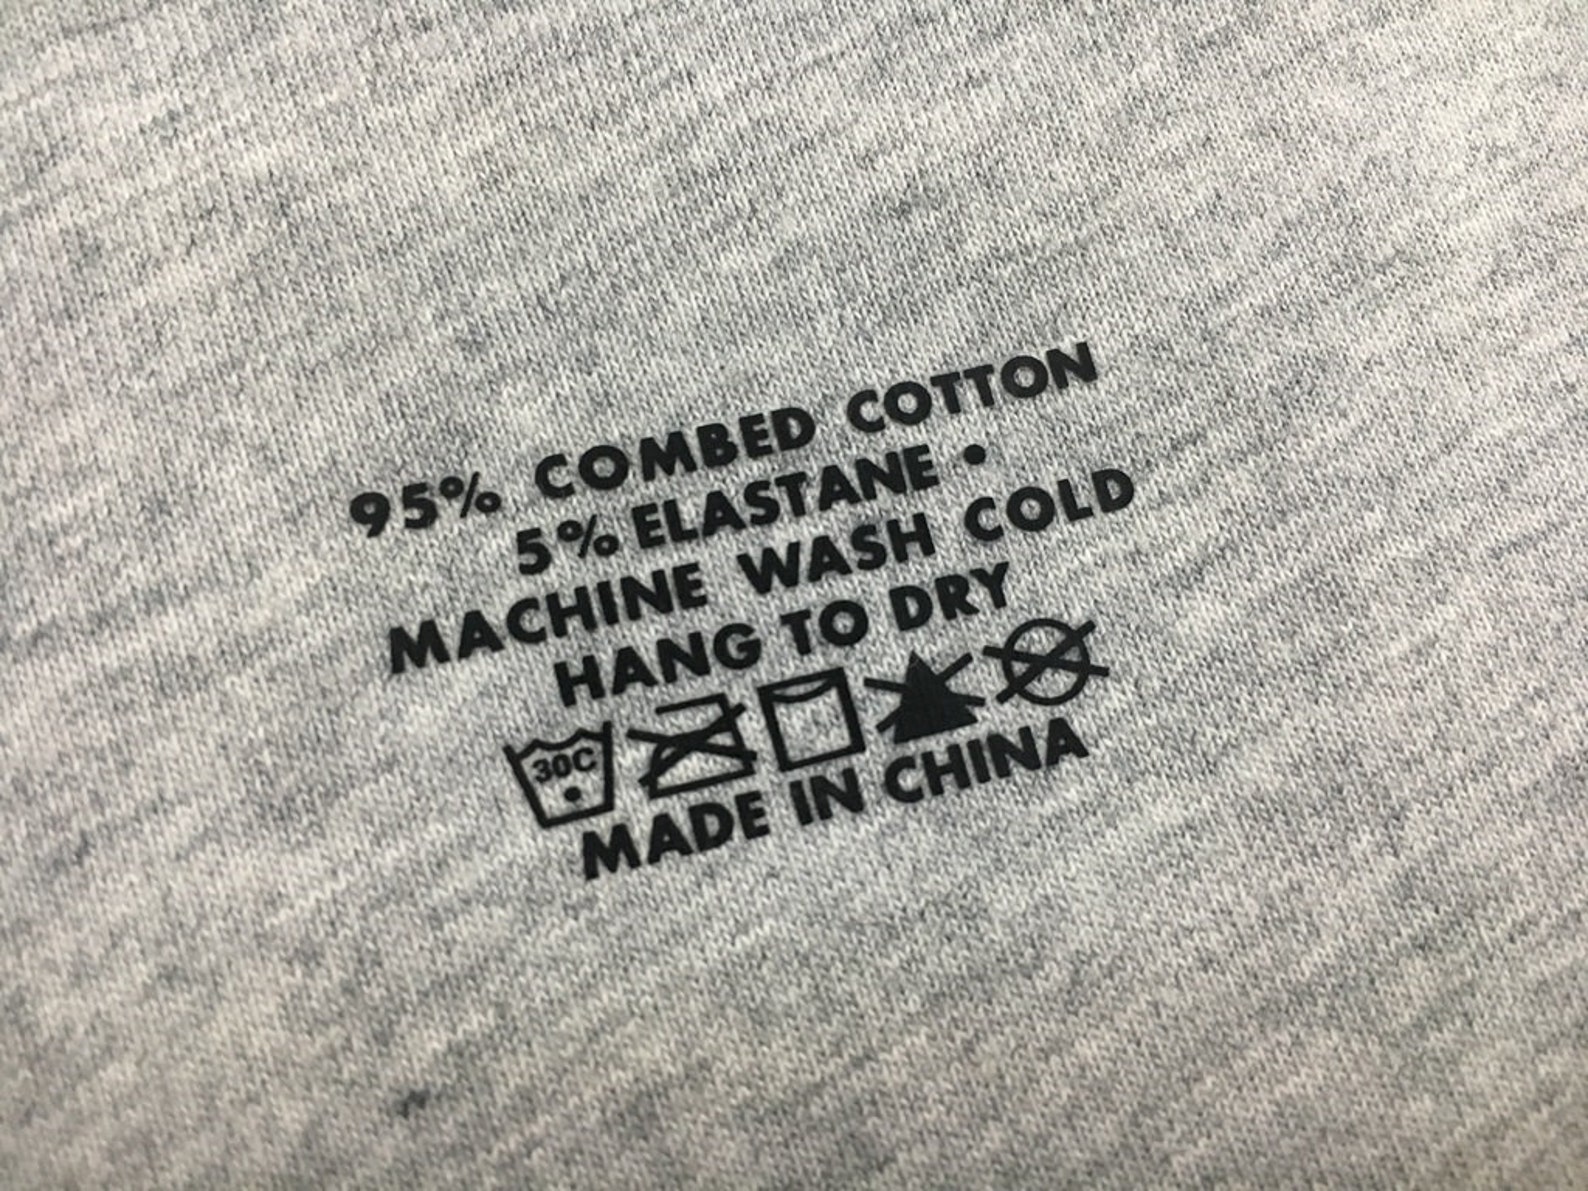 95% COMBED COTTON
5% ELASTANE •
MACHINE WASH COLD
HANG TO DRY
30C
MADE IN CHINA